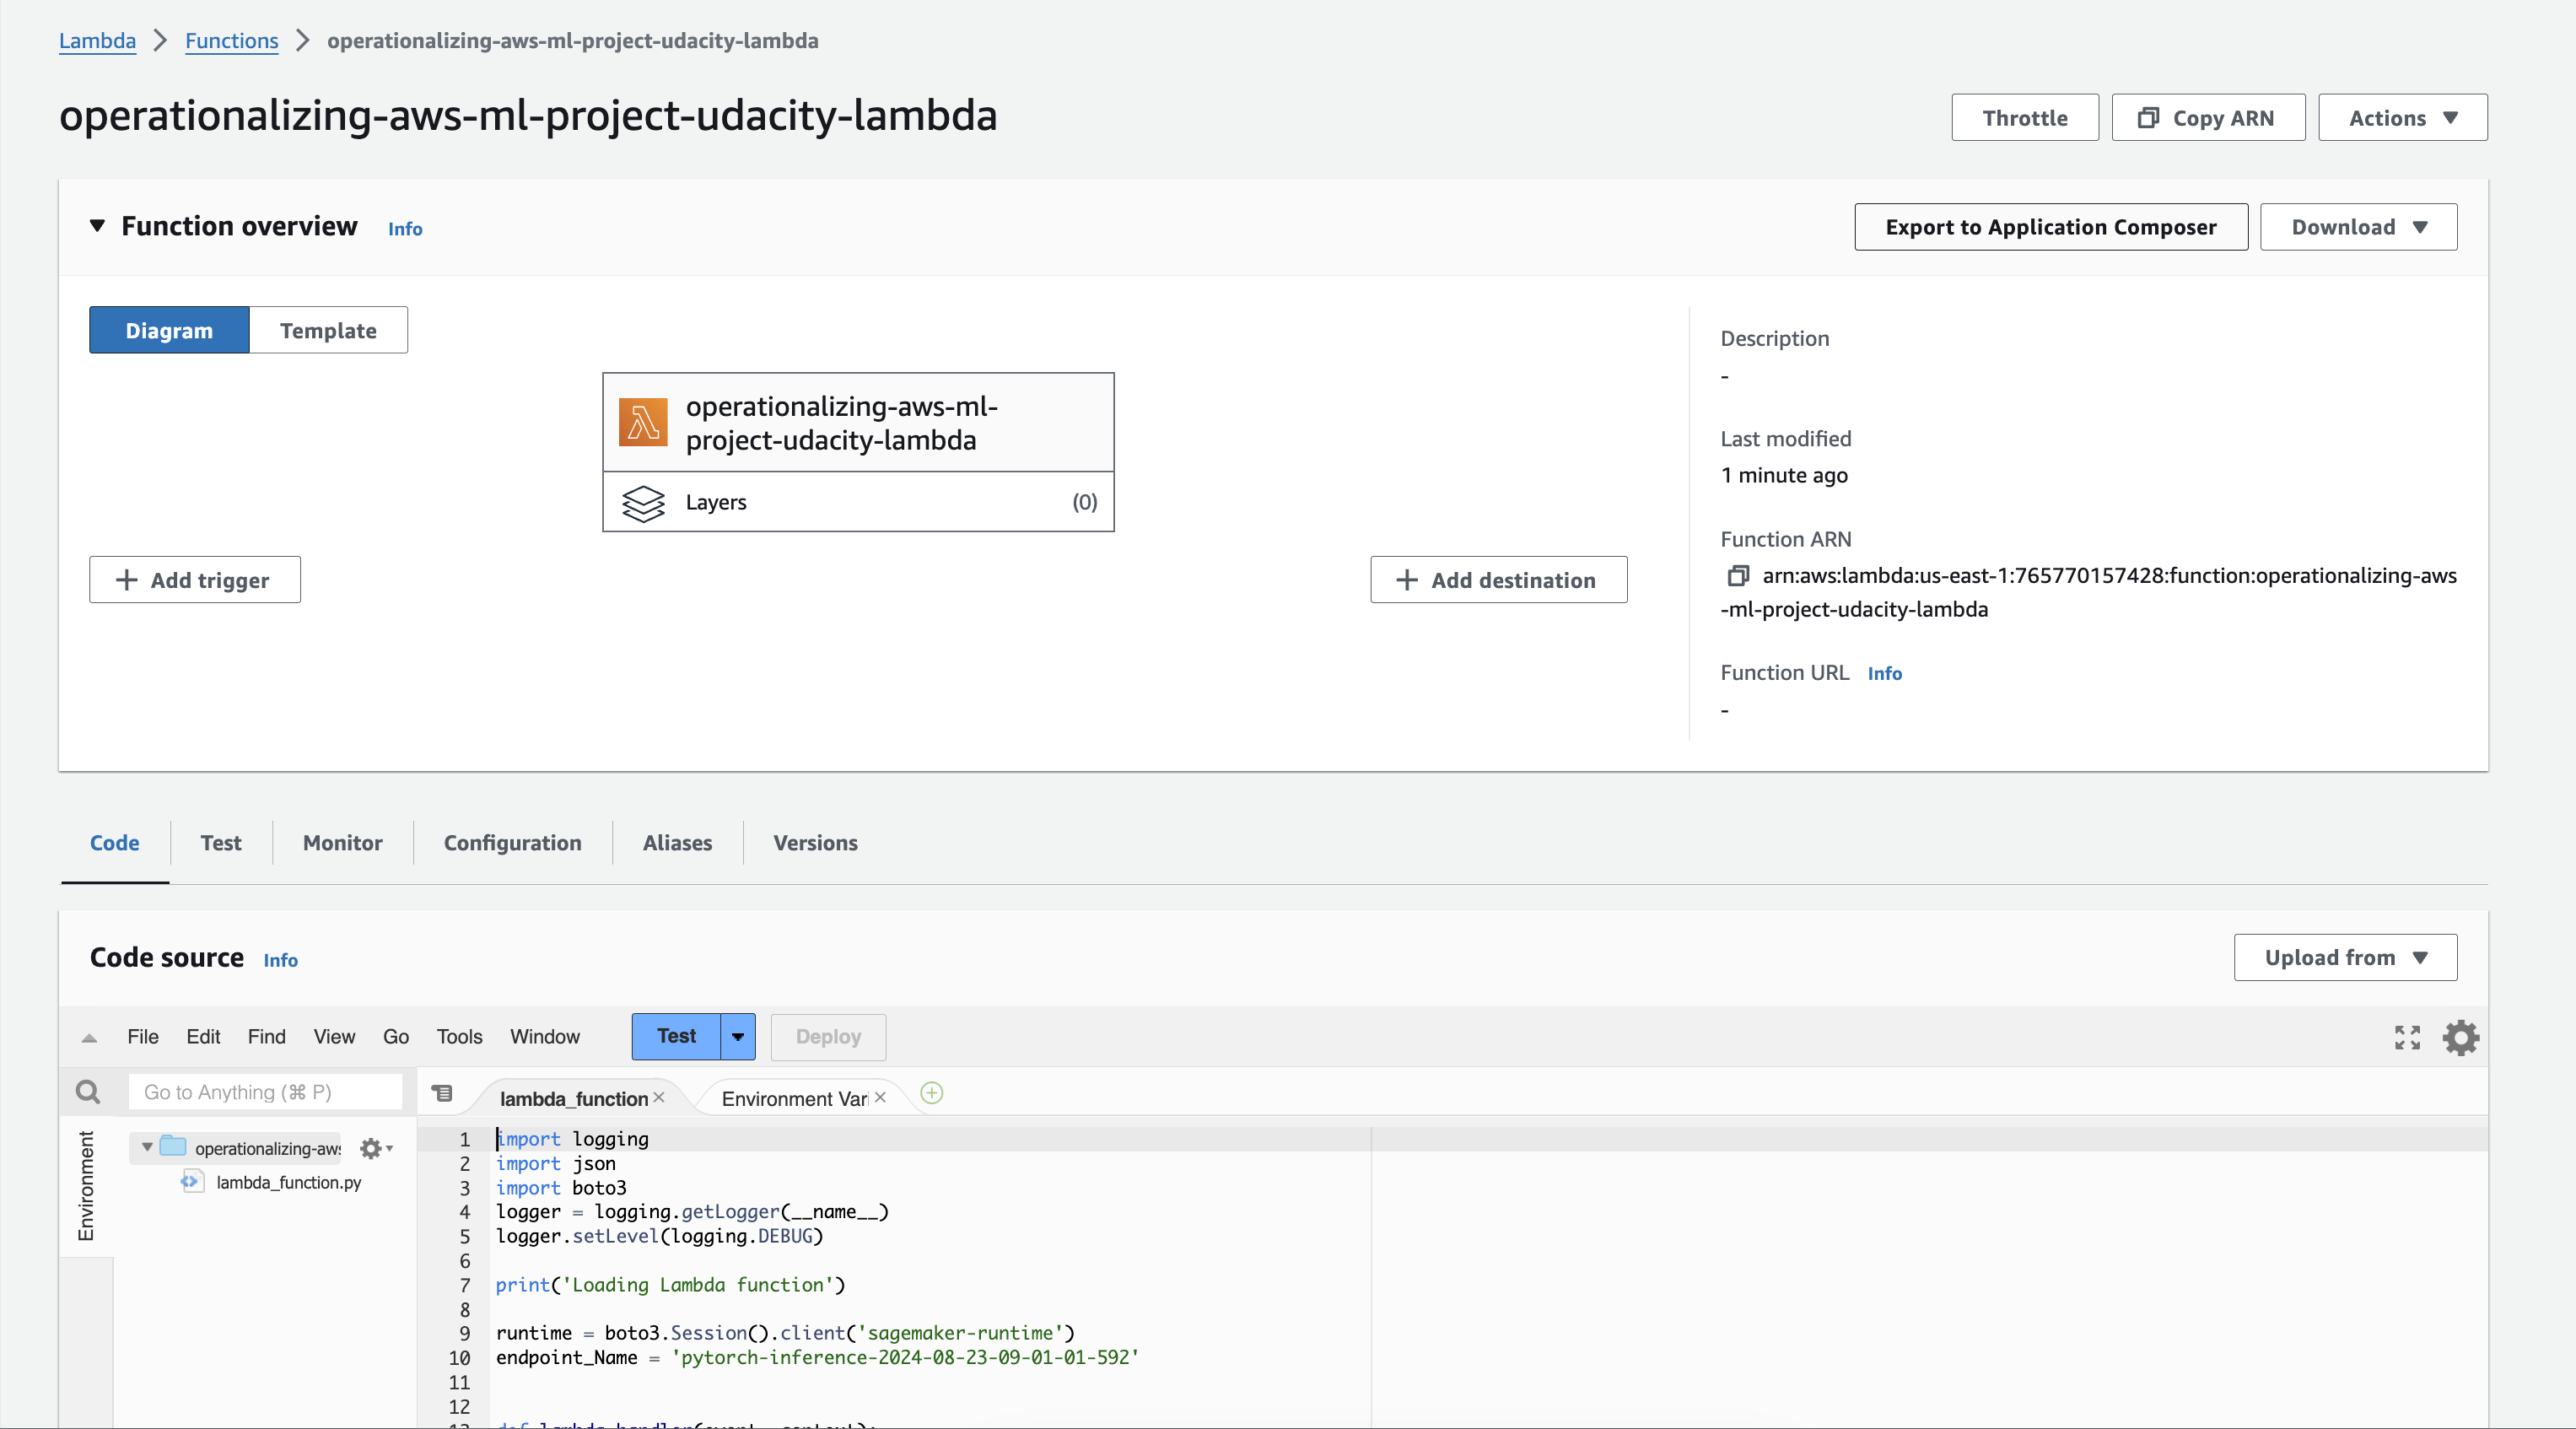 Lambda > Functions > operationalizing-aws-ml-project-udacity-lambda
operationalizing-aws-ml-project-udacity-lambda
Throttle
Copy ARN
Actions
Function overview Info
Export to Application Composer
Download
Diagram
Template
operationalizing-aws-ml-
project-udacity-lambda
Layers (0)
+ Add trigger
+ Add destination
Description
-
Last modified
1 minute ago
Function ARN
arn:aws:lambda:us-east-1:765770157428:function:operationalizing-aws
-ml-project-udacity-lambda
Function URL Info
-
Code Test Monitor Configuration Aliases Versions
Code source Info
Upload from
File Edit Find View Go Tools Window Test Deploy
Go to Anything (⌘ P)
lambda_function
Environment Var
Environment
operationalizing-aws
lambda_function.py
1 import logging
2 import json
3 import boto3
4 logger = logging.getLogger(__name__)
5 logger.setLevel(logging.DEBUG)
6
7 print('Loading Lambda function')
8
9 runtime = boto3.Session().client('sagemaker-runtime')
10 endpoint_Name = 'pytorch-inference-2024-08-23-09-01-01-592'
11
12
13 def lambda_handler(event, context):